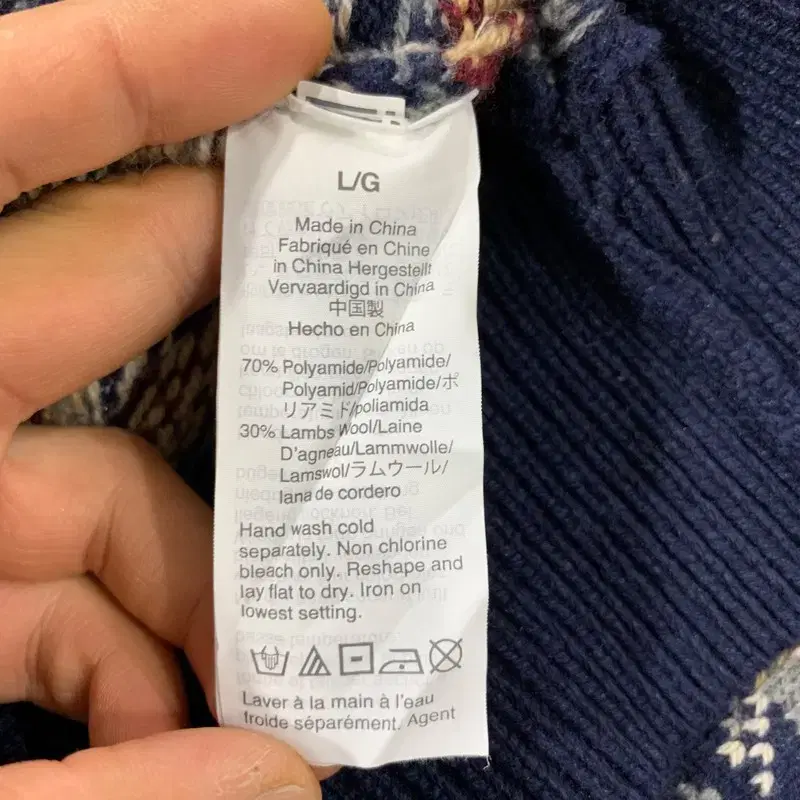 L/G
Made in China
Fabriqué en Chine
in China Hergestellt
Vervaardigd in China
中国製
Hecho en China
70% Polyamide/Polyamide/
Polyamid/Polyamide/ポ
リアミド/poliamida
30% Lambs Wool/Laine
D'agneau/Lammwolle/
Lamswol/ラムウール/
lana de cordero
Hand wash cold
separately. Non chlorine
bleach only. Reshape and
lay flat to dry. Iron on
lowest setting.
Laver à la main à l'eau
froide séparément. Agent